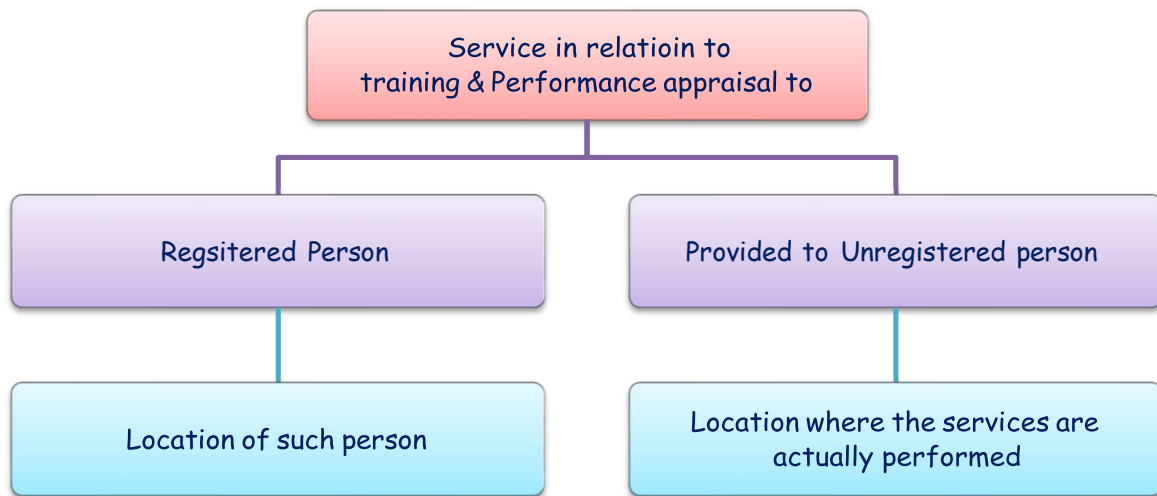 Service in relatioin to
training & Performance appraisal to
Regsitered Person
Provided to Unregistered person
Location of such person
Location where the services are
actually performed